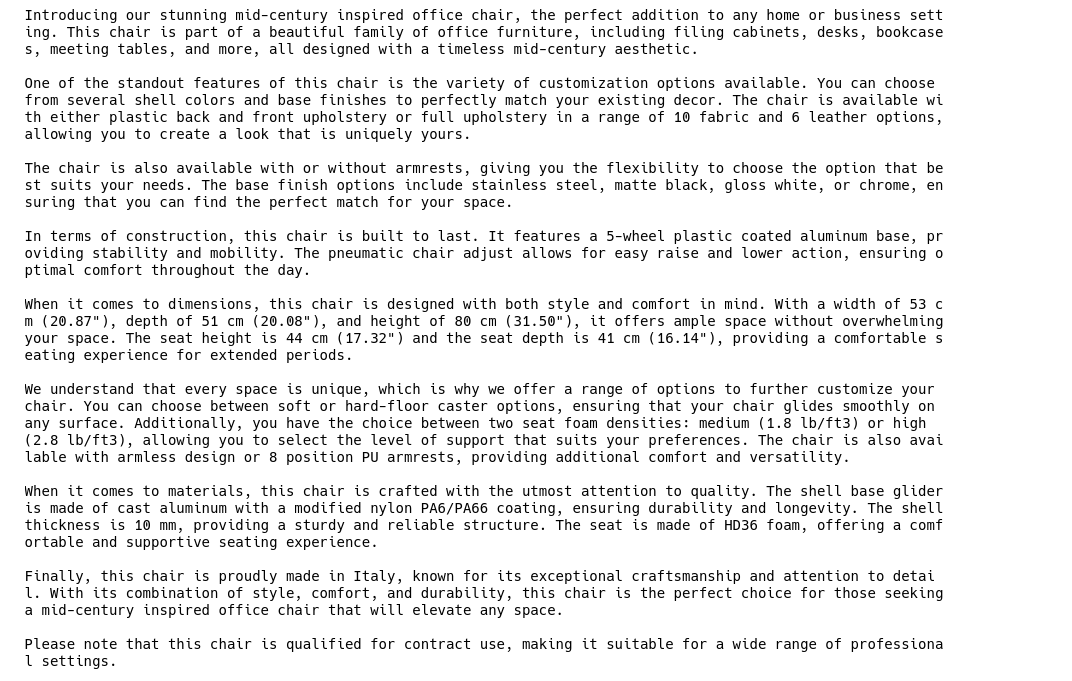 Introducing our stunning mid-century inspired office chair, the perfect addition to any home or business sett
ing. This chair is part of a beautiful family of office furniture, including filing cabinets, desks, bookcase
s, meeting tables, and more, all designed with a timeless mid-century aesthetic.

One of the standout features of this chair is the variety of customization options available. You can choose
from several shell colors and base finishes to perfectly match your existing decor. The chair is available wi
th either plastic back and front upholstery or full upholstery in a range of 10 fabric and 6 leather options,
allowing you to create a look that is uniquely yours.

The chair is also available with or without armrests, giving you the flexibility to choose the option that be
st suits your needs. The base finish options include stainless steel, matte black, gloss white, or chrome, en
suring that you can find the perfect match for your space.

In terms of construction, this chair is built to last. It features a 5-wheel plastic coated aluminum base, pr
oviding stability and mobility. The pneumatic chair adjust allows for easy raise and lower action, ensuring o
ptimal comfort throughout the day.

When it comes to dimensions, this chair is designed with both style and comfort in mind. With a width of 53 c
m (20.87"), depth of 51 cm (20.08"), and height of 80 cm (31.50"), it offers ample space without overwhelming
your space. The seat height is 44 cm (17.32") and the seat depth is 41 cm (16.14"), providing a comfortable s
eating experience for extended periods.

We understand that every space is unique, which is why we offer a range of options to further customize your
chair. You can choose between soft or hard-floor caster options, ensuring that your chair glides smoothly on
any surface. Additionally, you have the choice between two seat foam densities: medium (1.8 lb/ft3) or high
(2.8 lb/ft3), allowing you to select the level of support that suits your preferences. The chair is also avai
lable with armless design or 8 position PU armrests, providing additional comfort and versatility.

When it comes to materials, this chair is crafted with the utmost attention to quality. The shell base glider
is made of cast aluminum with a modified nylon PA6/PA66 coating, ensuring durability and longevity. The shell
thickness is 10 mm, providing a sturdy and reliable structure. The seat is made of HD36 foam, offering a comf
ortable and supportive seating experience.

Finally, this chair is proudly made in Italy, known for its exceptional craftsmanship and attention to detai
l. With its combination of style, comfort, and durability, this chair is the perfect choice for those seeking
a mid-century inspired office chair that will elevate any space.

Please note that this chair is qualified for contract use, making it suitable for a wide range of professiona
l settings.